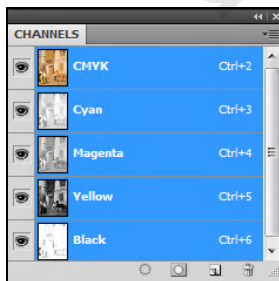 CHANNELS
CMYK Ctrl+2
Cyan Ctrl+3
Magenta Ctrl+4
Yellow Ctrl+5
Black Ctrl+6